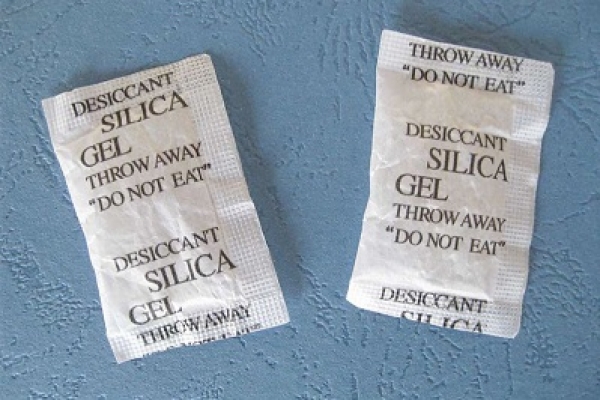 DESICCANT
SILICA
GEL
THROW AWAY
“DO NOT EAT”
DESICCANT
SILICA
GEL
THROW AWAY
THROW AWAY
“DO NOT EAT”
DESICCANT
SILICA
GEL
THROW AWAY
“DO NOT EAT”
DESICCANT
SILICA